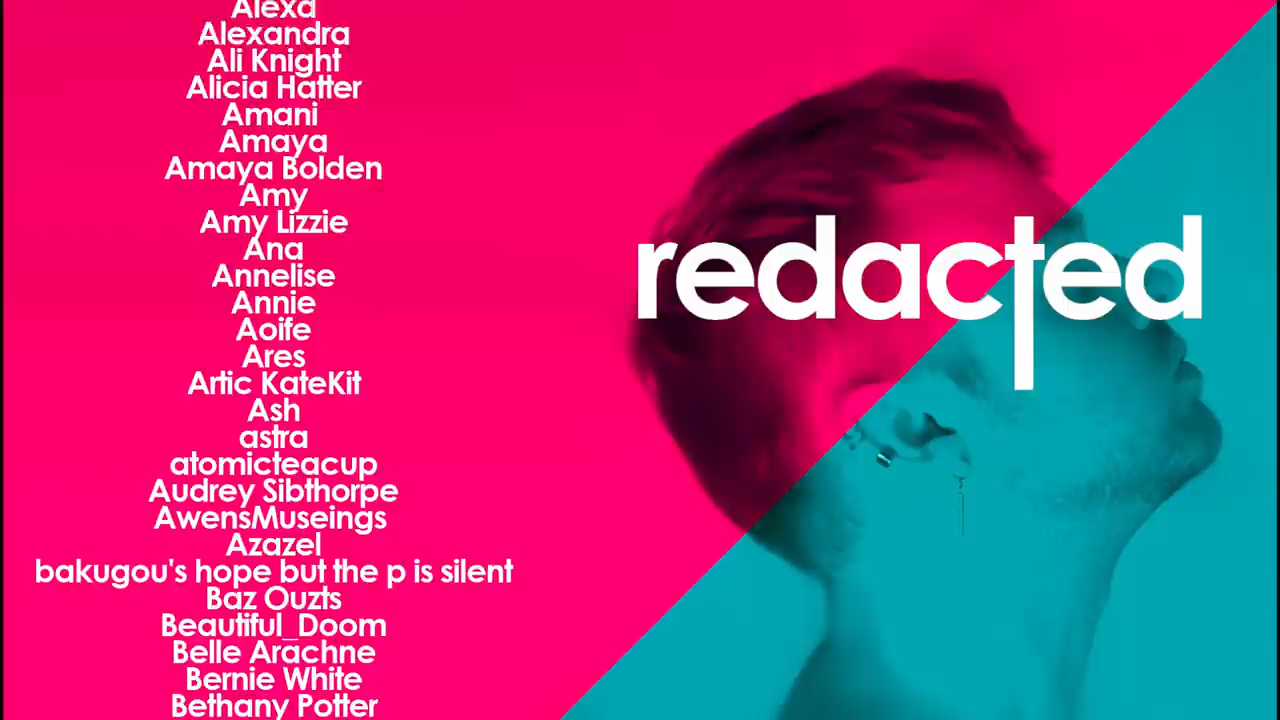 Alexa
Alexandra
Ali Knight
Alicia Hatter
Amani
Amaya
Amaya Bolden
Amy
Amy Lizzie
Ana
Annelise
Annie
Aoife
Ares
Artic KateKit
Ash
astra
atomicteacup
Audrey Sibthorpe
AwensMuseings
Azazel
bakugou's hope but the p is silent
Baz Ouzts
Beautiful_Doom
Belle Arachne
Bernie White
Bethany Potter
redacted